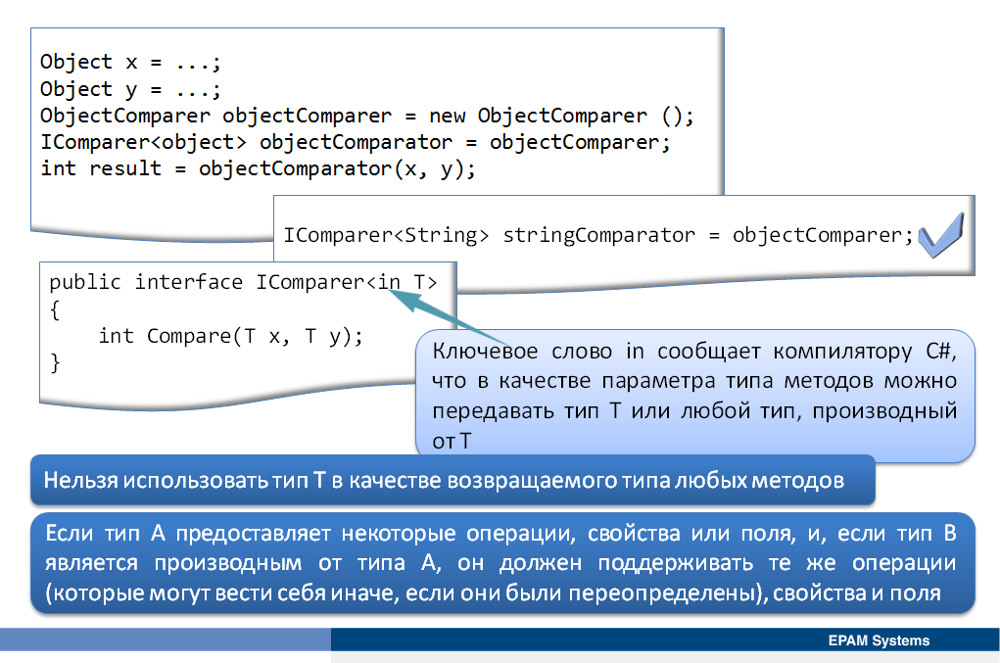 Object x = ...;
Object y = ...;
ObjectComparer objectComparer = new ObjectComparer ();
IComparer<object> objectComparator = objectComparer;
int result = objectComparator(x, y);
IComparer<String> stringComparator = objectComparer;
public interface IComparer<in T>
{
    int Compare(T x, T y);
}
Ключевое слово in сообщает компилятору C#,
что в качестве параметра типа методов можно
передавать тип T или любой тип, производный
от T
Нельзя использовать тип T в качестве возвращаемого типа любых методов
Если тип A предоставляет некоторые операции, свойства или поля, и, если тип B
является производным от типа A, он должен поддерживать те же операции
(которые могут вести себя иначе, если они были переопределены), свойства и поля
EPAM Systems